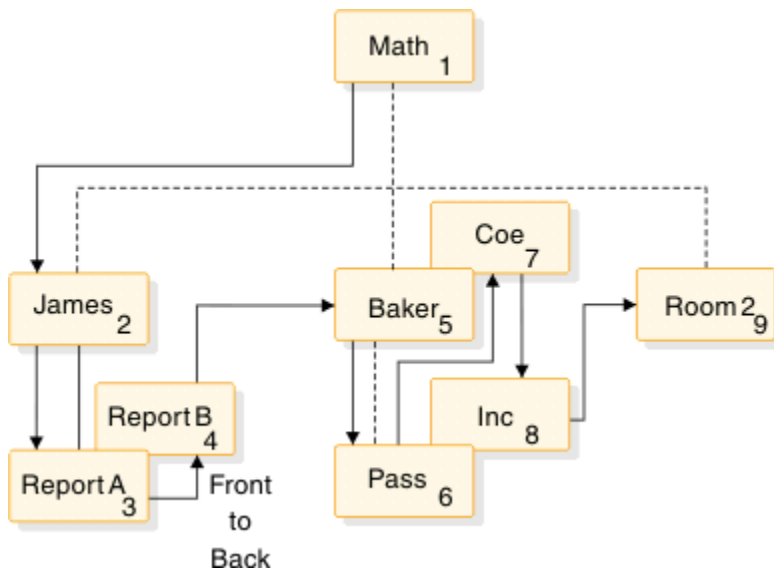 Math
1
Coe
7
James
2
Baker
5
Room 2
9
Report B
4
Inc
8
Report A
3
Pass
6
Front
to
Back